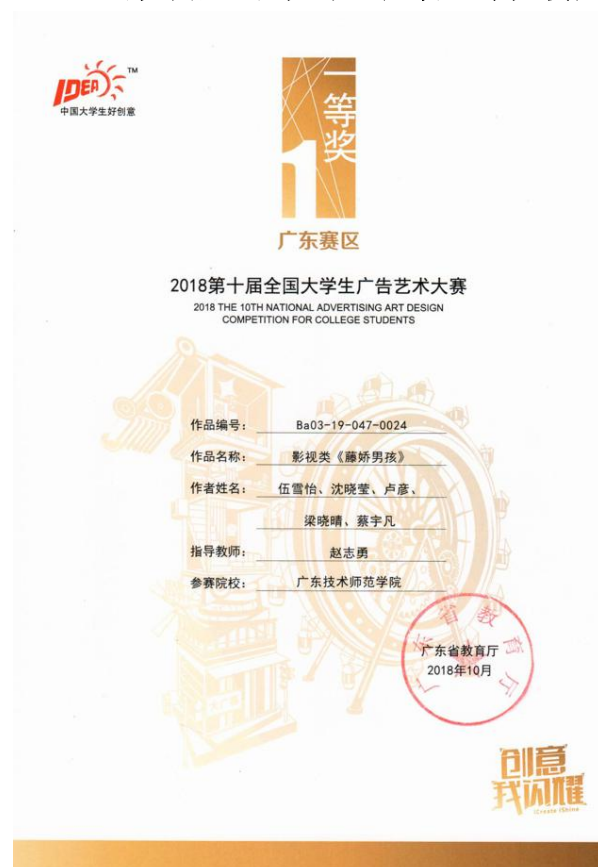 IDEA TM
中国大学生好创意
一等奖
1
广东赛区
2018第十届全国大学生广告艺术大赛
2018 THE 10TH NATIONAL ADVERTISING ART DESIGN
COMPETITION FOR COLLEGE STUDENTS
作品编号: Ba03-19-047-0024
作品名称: 影视类《藤娇男孩》
作者姓名: 伍雪怡、沈晓莹、卢彦、
梁晓晴、蔡宇凡
指导教师: 赵志勇
参赛院校: 广东技术师范学院
广东省教育厅
广东省教育厅
2018年10月
创意
我闪耀
iCreate iShine